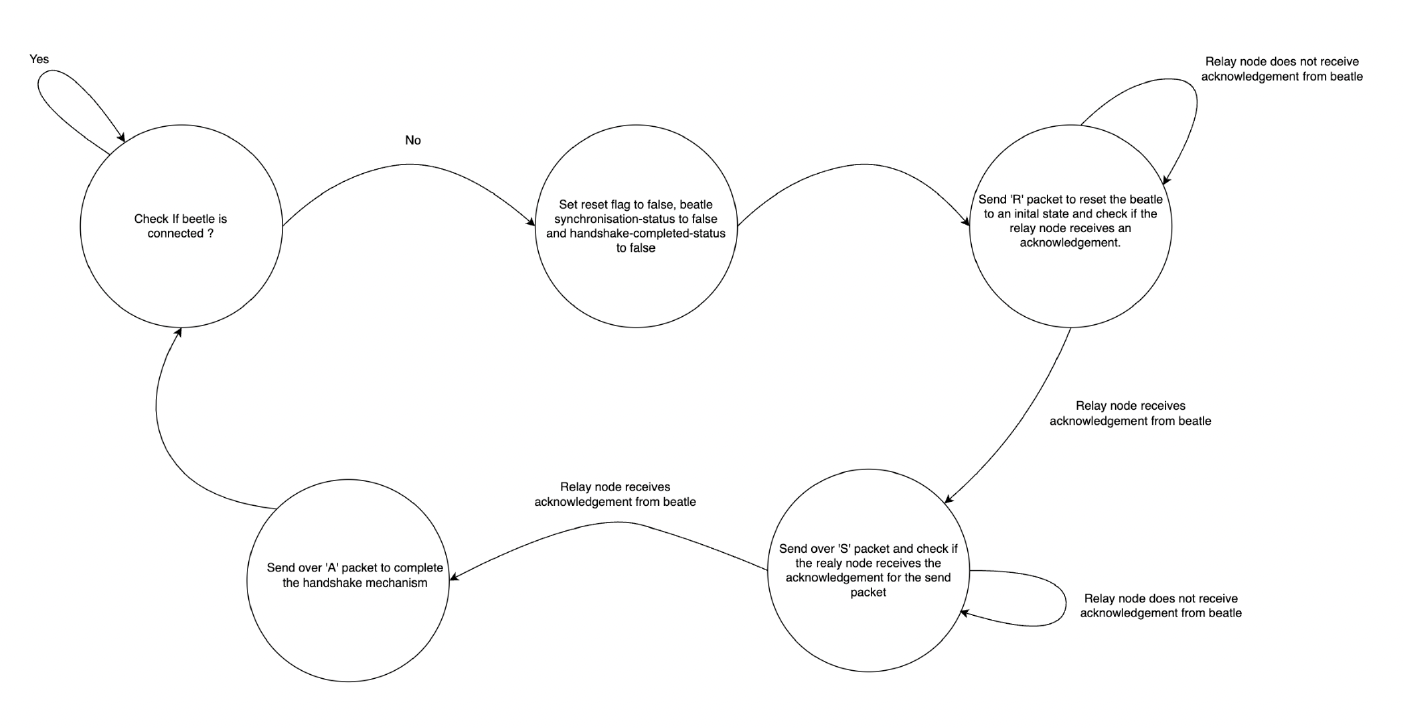 Yes
Relay node does not receive
acknowledgement from beatle
No
Check If beetle is
connected ?
Set reset flag to false, beatle
synchronisation-status to false
and handshake-completed-status
to false
Send 'R' packet to reset the beatle
to an inital state and check if the
relay node receives an
acknowledgement.
Relay node receives
acknowledgement from beatle
Relay node receives
acknowledgement from beatle
Send over 'A' packet to complete
the handshake mechanism
Send over 'S' packet and check if
the realy node receives the
acknowledgement for the send
packet
Relay node does not receive
acknowledgement from beatle